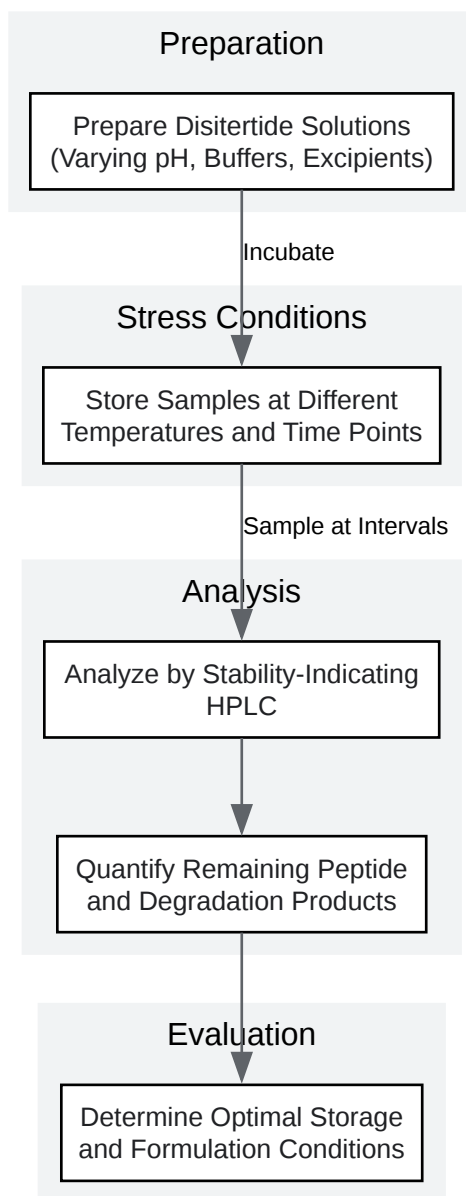 Preparation
Prepare Disitertide Solutions
(Varying pH, Buffers, Excipients)
Incubate
Stress Conditions
Store Samples at Different
Temperatures and Time Points
Sample at Intervals
Analysis
Analyze by Stability-Indicating
HPLC
Quantify Remaining Peptide
and Degradation Products
Evaluation
Determine Optimal Storage
and Formulation Conditions